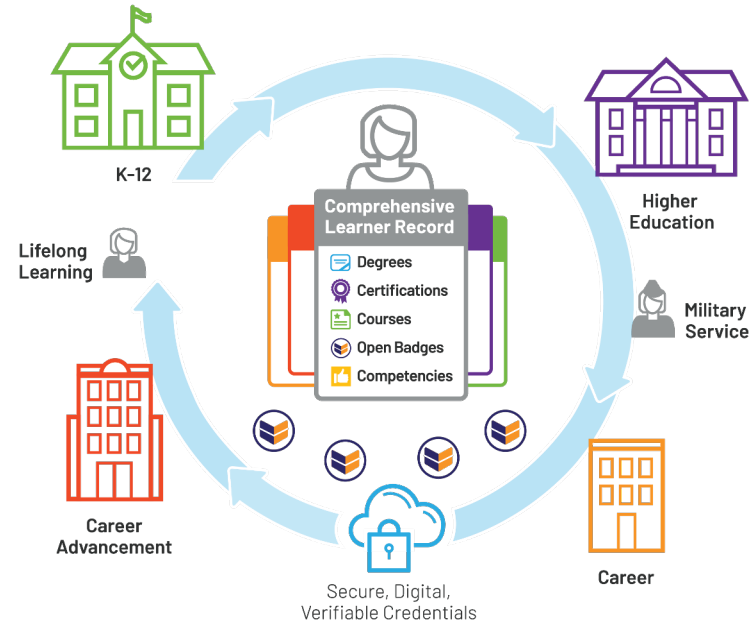 K-12
Higher
Education
Comprehensive
Learner Record
Degrees
Certifications
Courses
Open Badges
Competencies
Lifelong
Learning
Military
Service
Career
Advancement
Career
Secure, Digital,
Verifiable Credentials